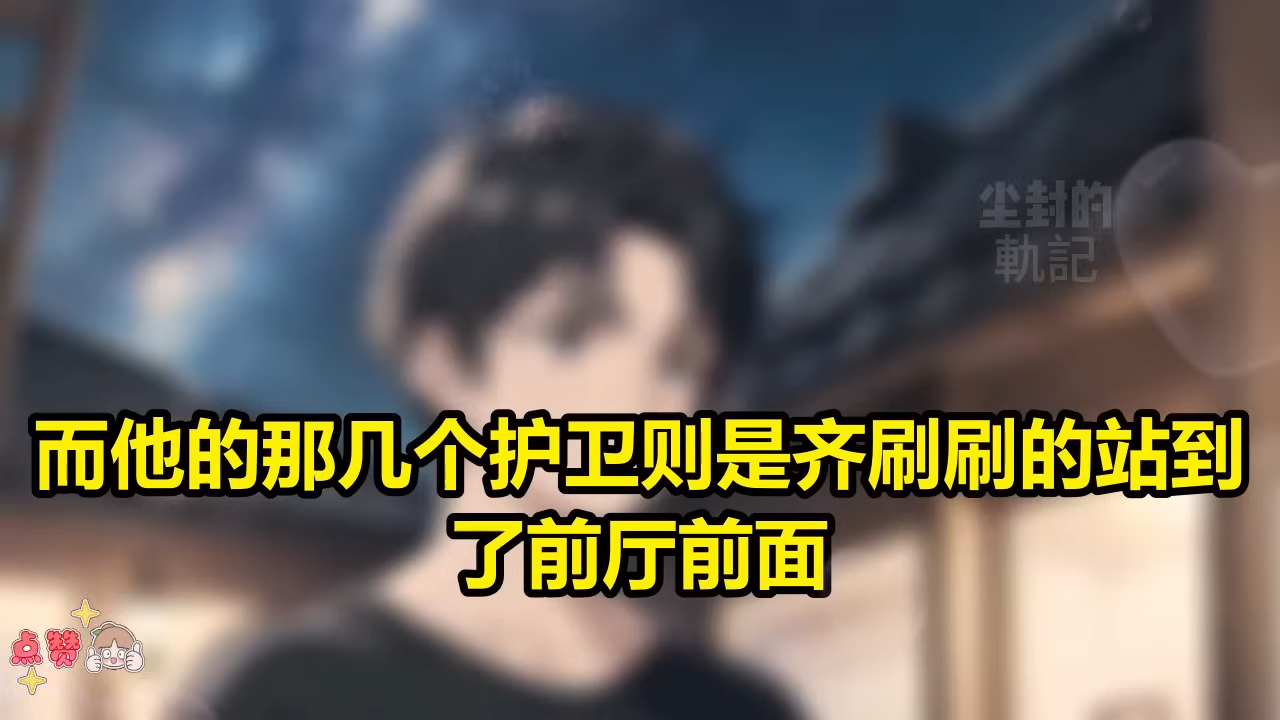 尘封的
軌記
而他的那几个护卫则是齐刷刷的站到
了前厅前面
点赞